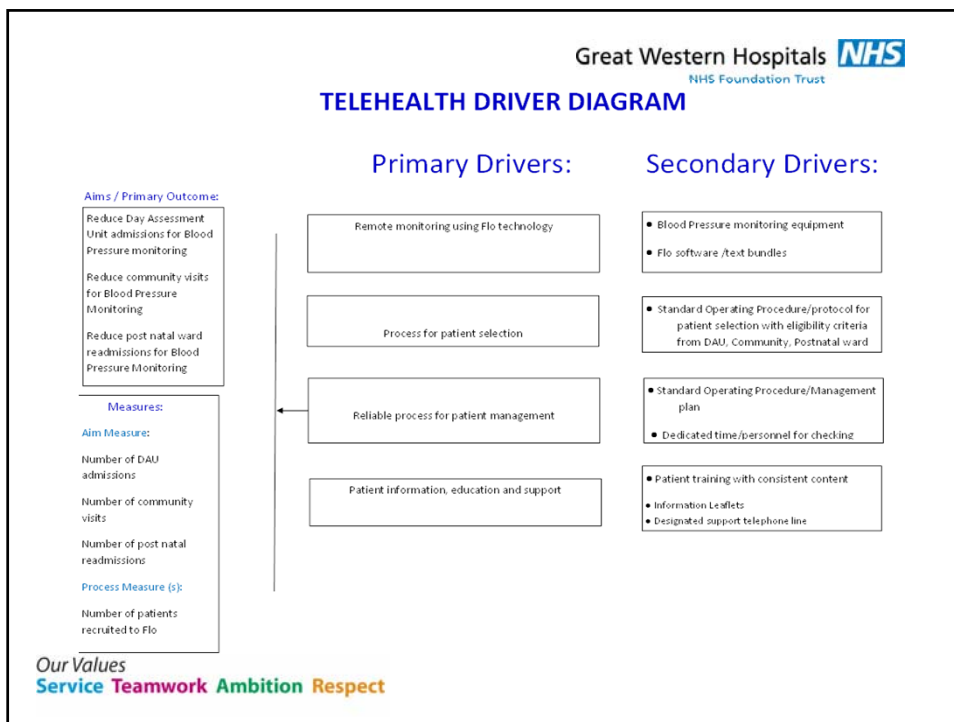 Great Western Hospitals NHS
NHS Foundation Trust
TELEHEALTH DRIVER DIAGRAM
Primary Drivers:
Secondary Drivers:
Aims / Primary Outcome:
Reduce Day Assessment
Unit admissions for Blood
Pressure monitoring
Reduce community visits
for Blood Pressure
Monitoring
Reduce post natal ward
readmissions for Blood
Pressure Monitoring
Measures:
Aim Measure:
Number of DAU
admissions
Number of community
visits
Number of post natal
readmissions
Process Measure (s):
Number of patients
recruited to Flo
Remote monitoring using Flo technology
Process for patient selection
Reliable process for patient management
Patient information, education and support
• Blood Pressure monitoring equipment
• Flo software /text bundles
• Standard Operating Procedure/protocol for
patient selection with eligibility criteria
from DAU, Community, Postnatal ward
• Standard Operating Procedure/Management
plan
• Dedicated time/personnel for checking
• Patient training with consistent content
• Information Leaflets
• Designated support telephone line
Our Values
Service Teamwork Ambition Respect